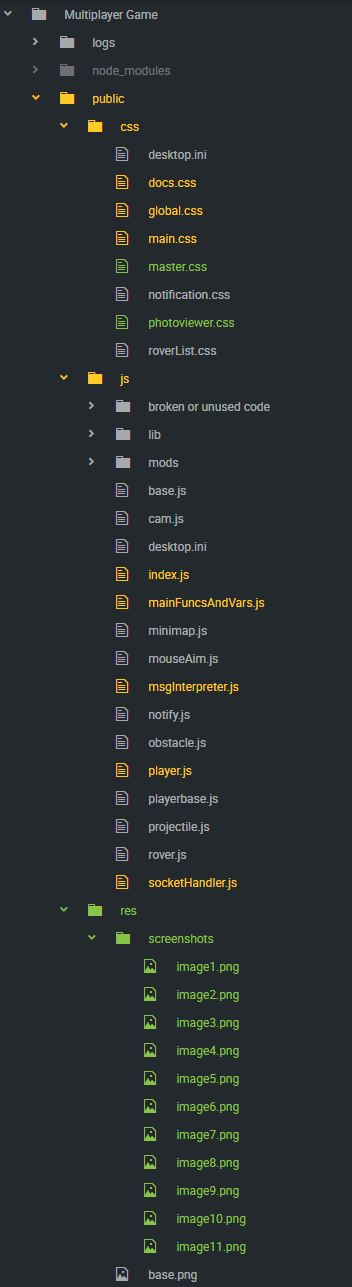 Multiplayer Game
logs
node_modules
public
css
desktop.ini
docs.css
global.css
main.css
master.css
notification.css
photoviewer.css
roverList.css
js
broken or unused code
lib
mods
base.js
cam.js
desktop.ini
index.js
mainFuncsAndVars.js
minimap.js
mouseAim.js
msgInterpreter.js
notify.js
obstacle.js
player.js
playerbase.js
projectile.js
rover.js
socketHandler.js
res
screenshots
image1.png
image2.png
image3.png
image4.png
image5.png
image6.png
image7.png
image8.png
image9.png
image10.png
image11.png
base.png